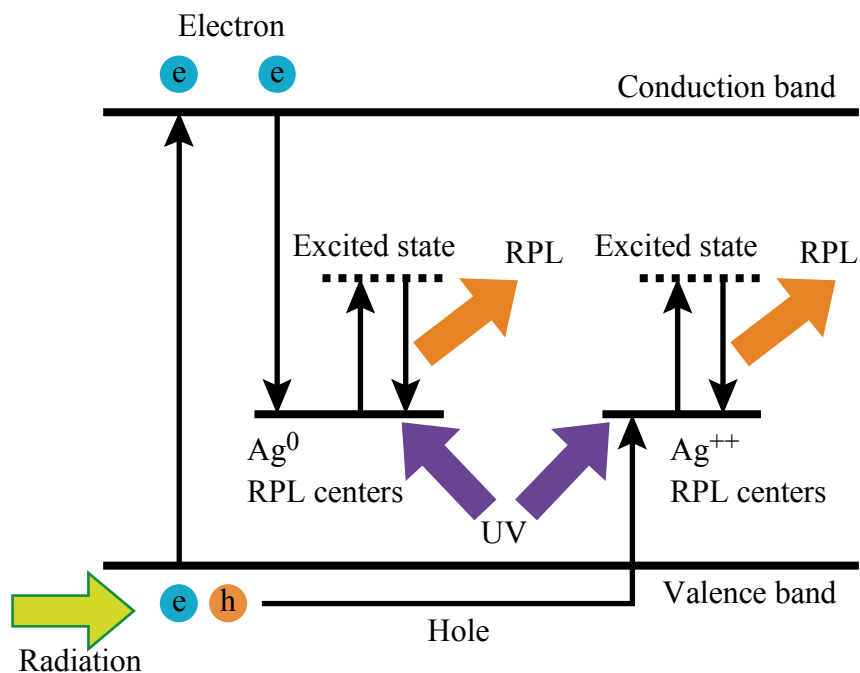 Electron
e
e
Conduction band
Excited state
RPL
Excited state
RPL
Ag⁰
RPL centers
Ag⁺⁺
RPL centers
UV
Valence band
e
h
Hole
Radiation